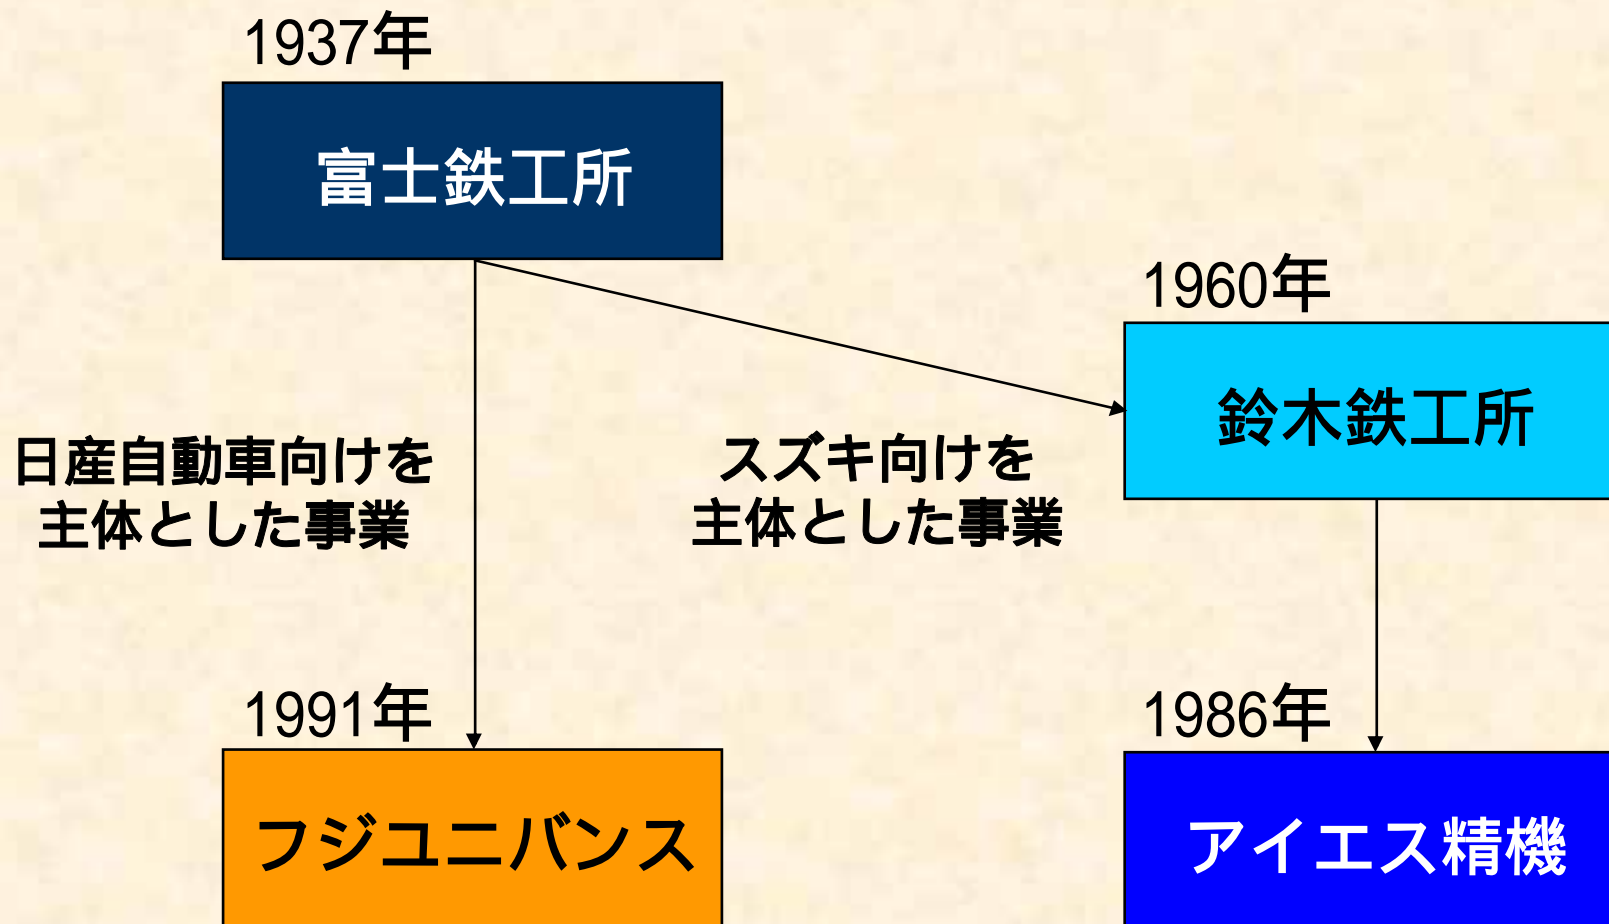 1937年
富士鉄工所
1960年
鈴木鉄工所
日産自動車向けを
主体とした事業
スズキ向けを
主体とした事業
1991年
フジユニバンス
1986年
アイエス精機